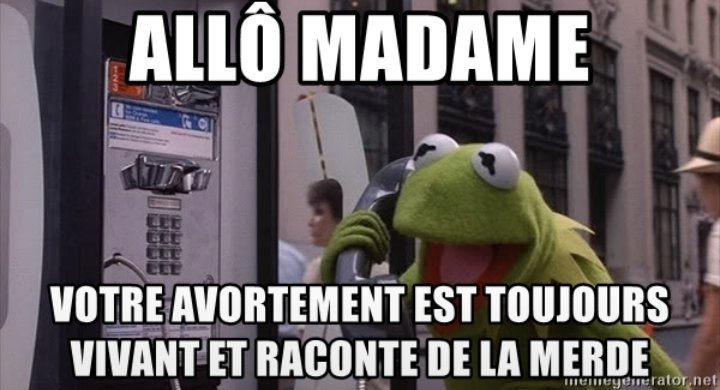 ALLÔ MADAME
VOTRE AVORTEMENT EST TOUJOURS
VIVANT ET RACONTE DE LA MERDE
memegenerator.net